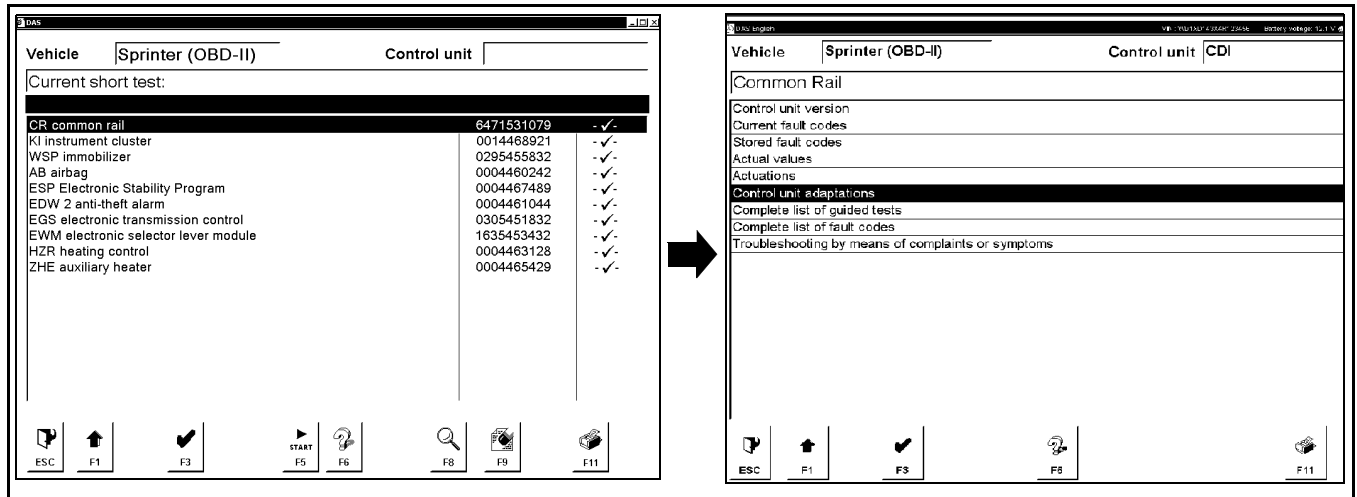 DAS
Vehicle Sprinter (OBD-II) Control unit
Current short test:
CR common rail 6471531079 -✓-
KI instrument cluster 0014468921 -✓-
WSP immobilizer 0295455832 -✓-
AB airbag 0004460242 -✓-
ESP Electronic Stability Program 0004467489 -✓-
EDW 2 anti-theft alarm 0004461044 -✓-
EGS electronic transmission control 0305451832 -✓-
EWM electronic selector lever module 1635453432 -✓-
HZR heating control 0004463128 -✓-
ZHE auxiliary heater 0004465429 -✓-
START
ESC F1 F3 F5 F6 F8 F9 F11
DAS English Battery voltage: 12.1 V
Vehicle Sprinter (OBD-II) Control unit CDI
Common Rail
Control unit version
Current fault codes
Stored fault codes
Actual values
Actuations
Control unit adaptations
Complete list of guided tests
Complete list of fault codes
Troubleshooting by means of complaints or symptoms
ESC F1 F3 F6 F11